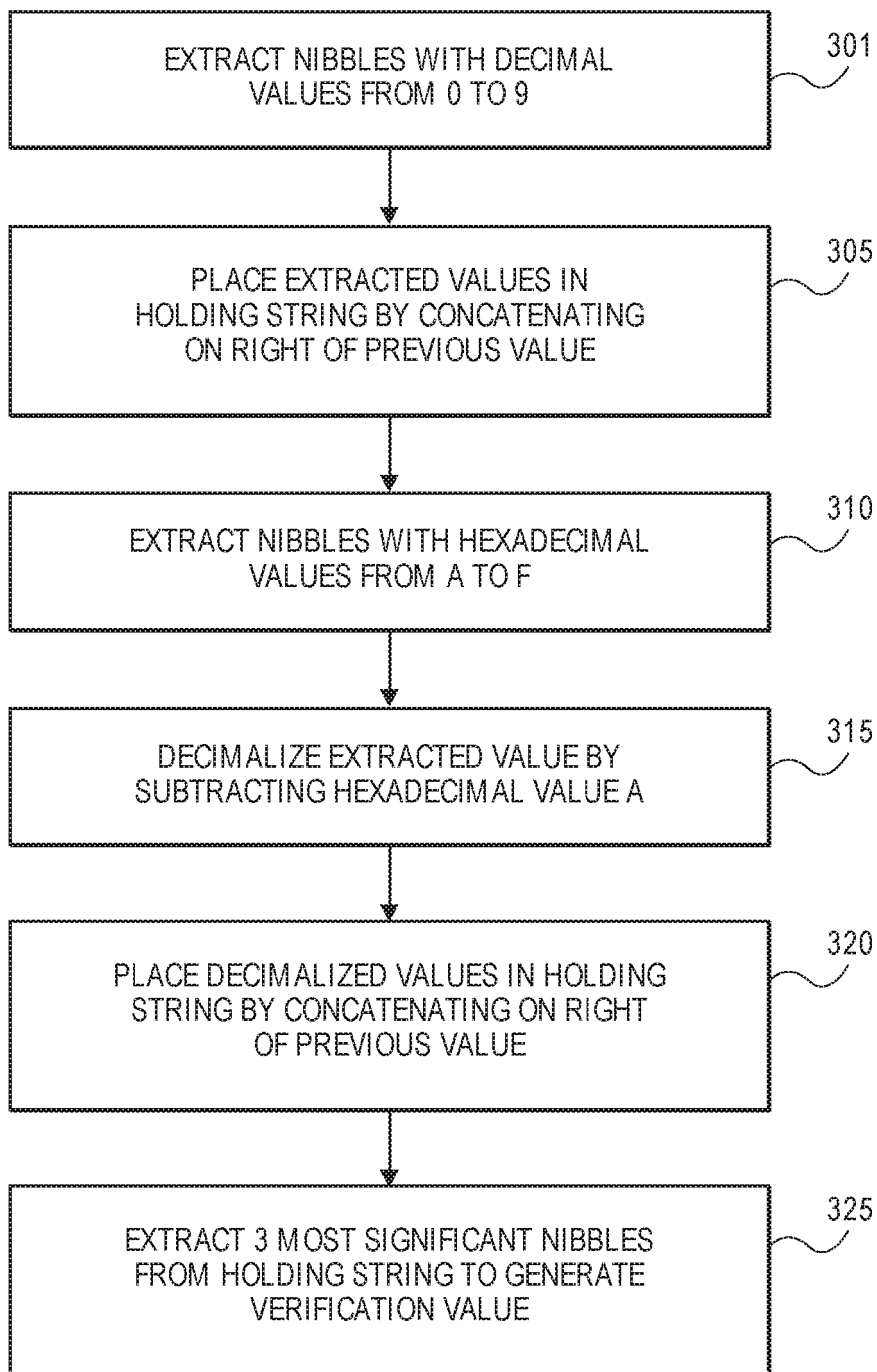 301
EXTRACT NIBBLES WITH DECIMAL
VALUES FROM 0 TO 9
305
PLACE EXTRACTED VALUES IN
HOLDING STRING BY CONCATENATING
ON RIGHT OF PREVIOUS VALUE
310
EXTRACT NIBBLES WITH HEXADECIMAL
VALUES FROM A TO F
315
DECIMALIZE EXTRACTED VALUE BY
SUBTRACTING HEXADECIMAL VALUE A
320
PLACE DECIMALIZED VALUES IN HOLDING
STRING BY CONCATENATING ON RIGHT
OF PREVIOUS VALUE
325
EXTRACT 3 MOST SIGNIFICANT NIBBLES
FROM HOLDING STRING TO GENERATE
VERIFICATION VALUE